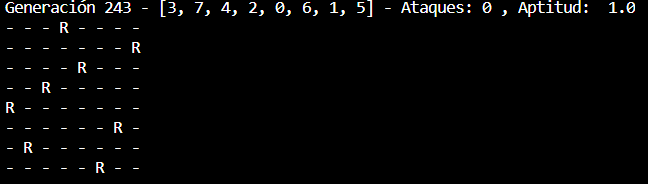 Generación 243 - [3, 7, 4, 2, 0, 6, 1, 5] - Ataques: 0 , Aptitud:  1.0
- - - R - - - -
- - - - - - - R
- - - - R - - -
- - R - - - - -
R - - - - - - -
- - - - - - R -
- R - - - - - -
- - - - - R - -